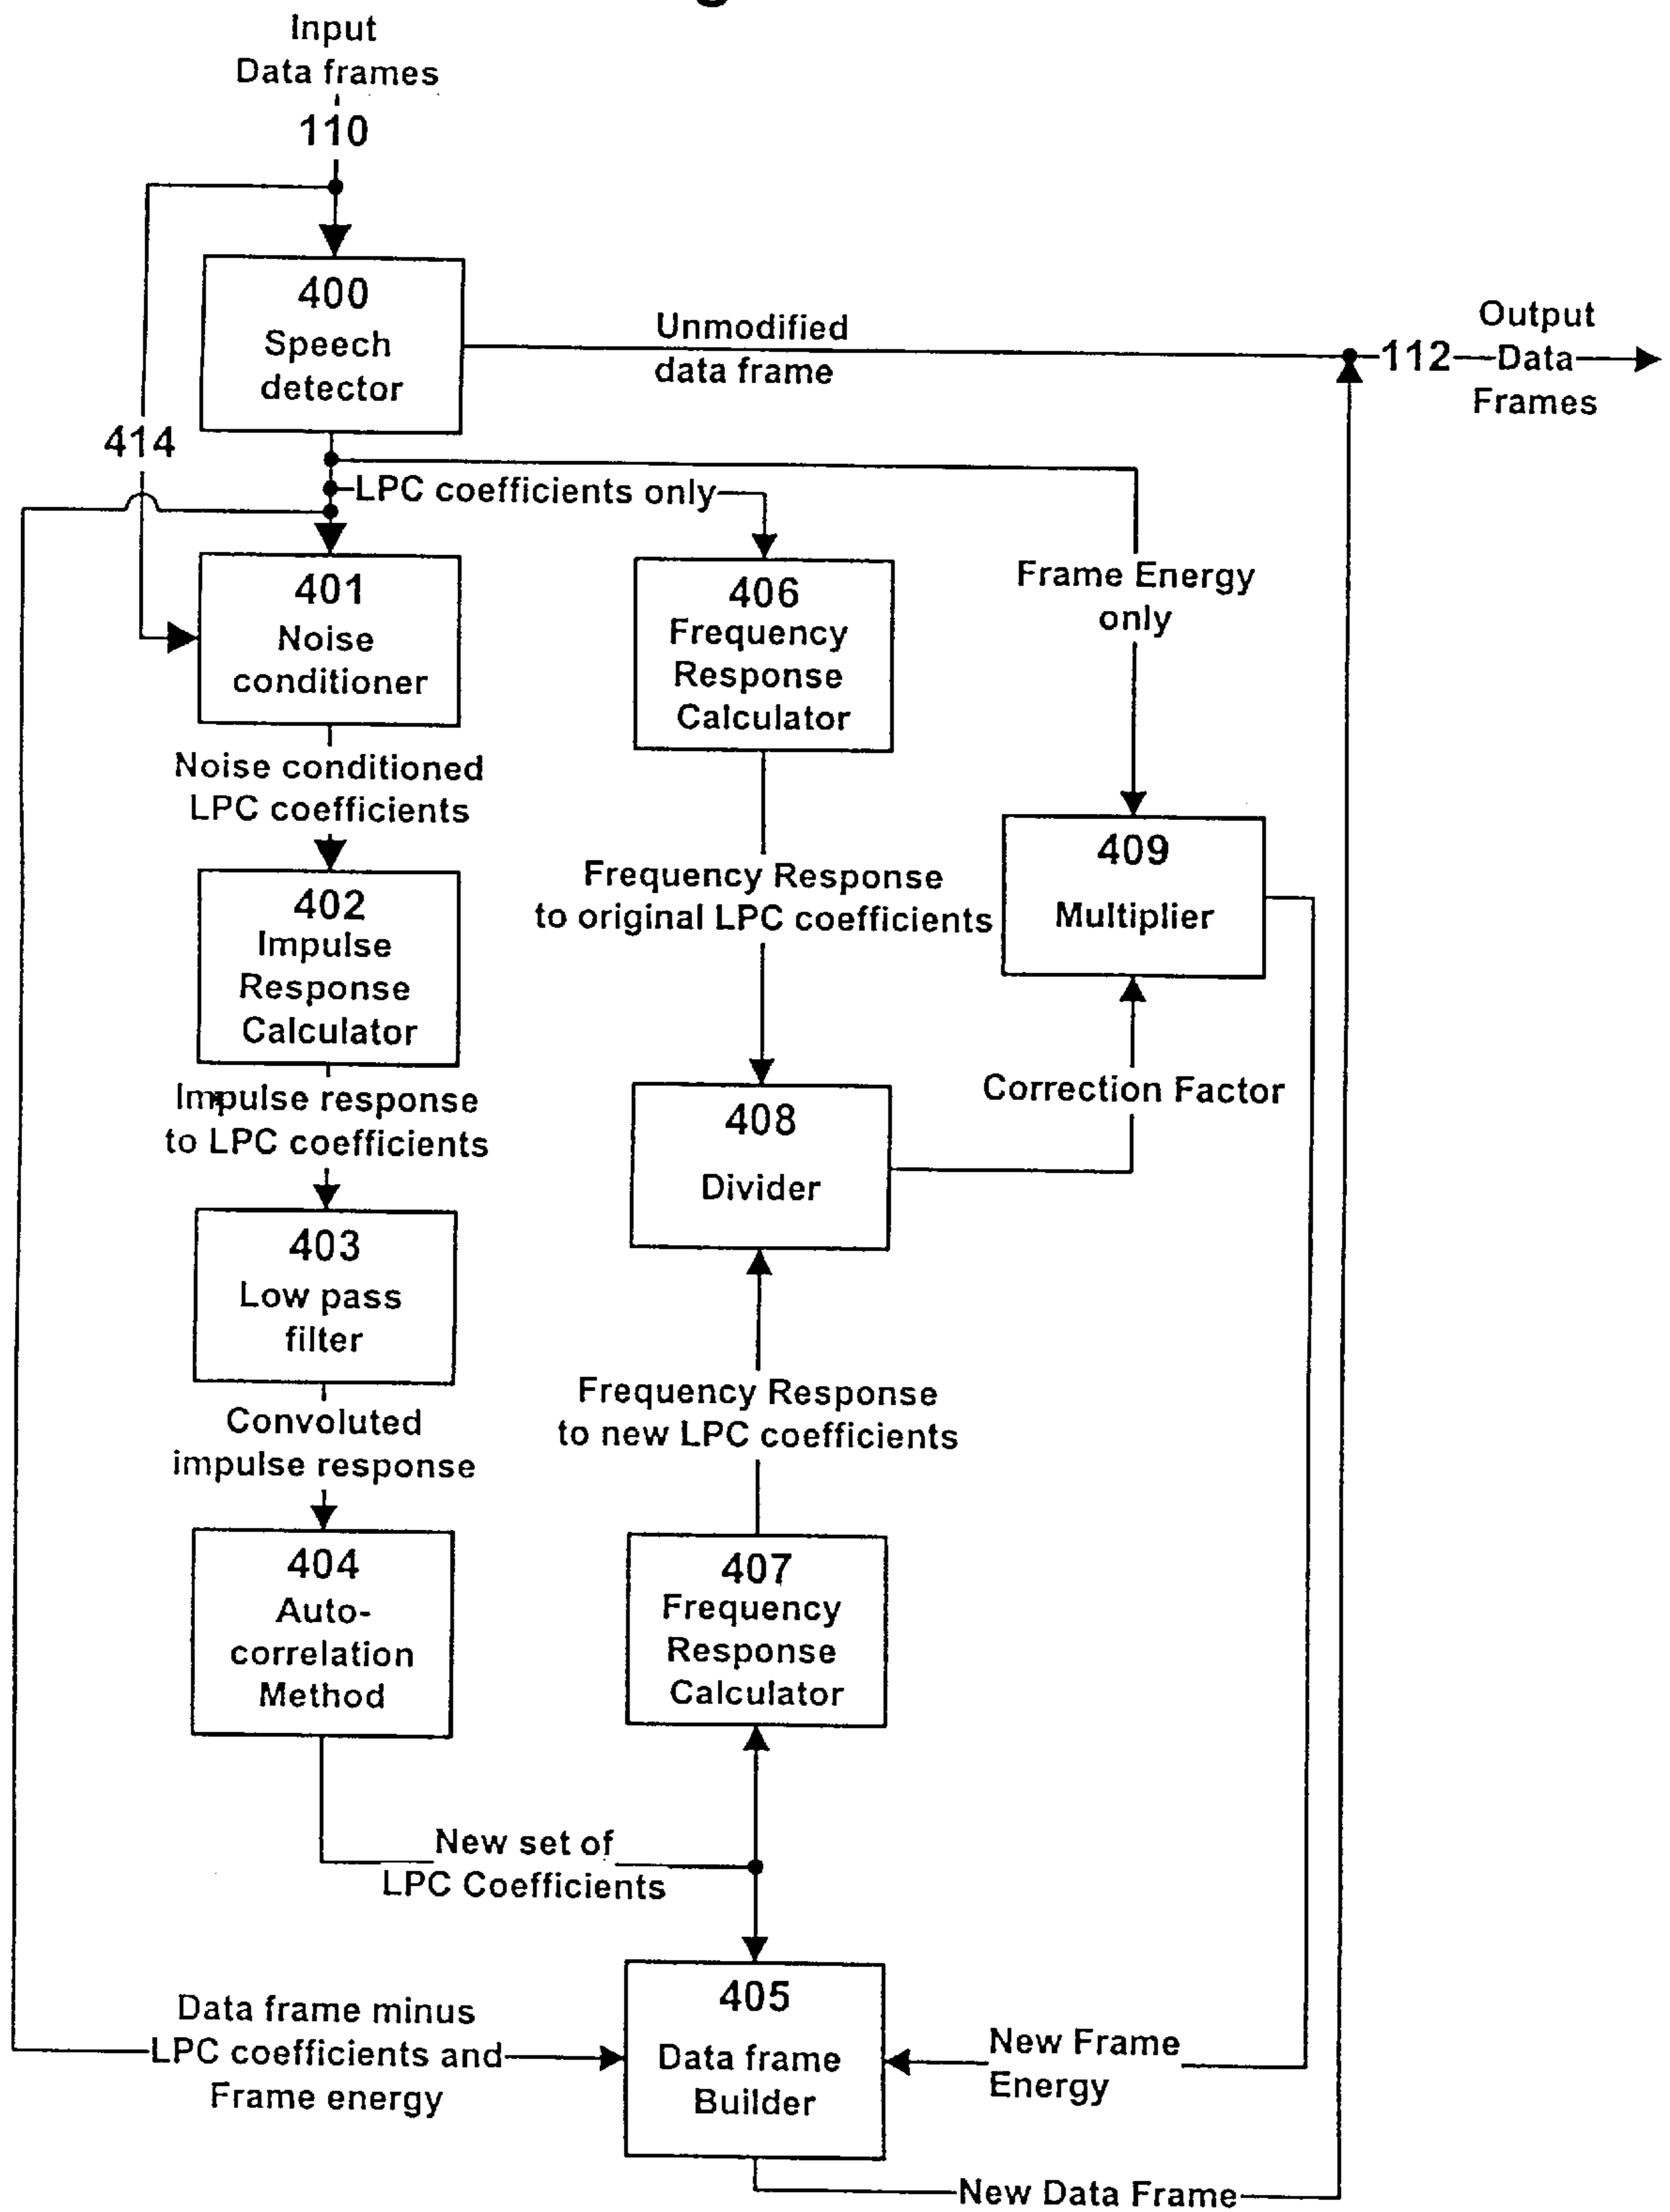 Input
Data frames
110
400
Speech
detector
Unmodified
data frame
112
Output
Data
Frames
414
LPC coefficients only
401
Noise
conditioner
406
Frequency
Response
Calculator
Frame Energy
only
Noise conditioned
LPC coefficients
409
Multiplier
Frequency Response
to original LPC coefficients
402
Impulse
Response
Calculator
Impulse response
to LPC coefficients
408
Divider
Correction Factor
403
Low pass
filter
Frequency Response
to new LPC coefficients
Convoluted
impulse response
404
Auto-
correlation
Method
407
Frequency
Response
Calculator
New set of
LPC Coefficients
Data frame minus
LPC coefficients and
Frame energy
405
Data frame
Builder
New Frame
Energy
New Data Frame